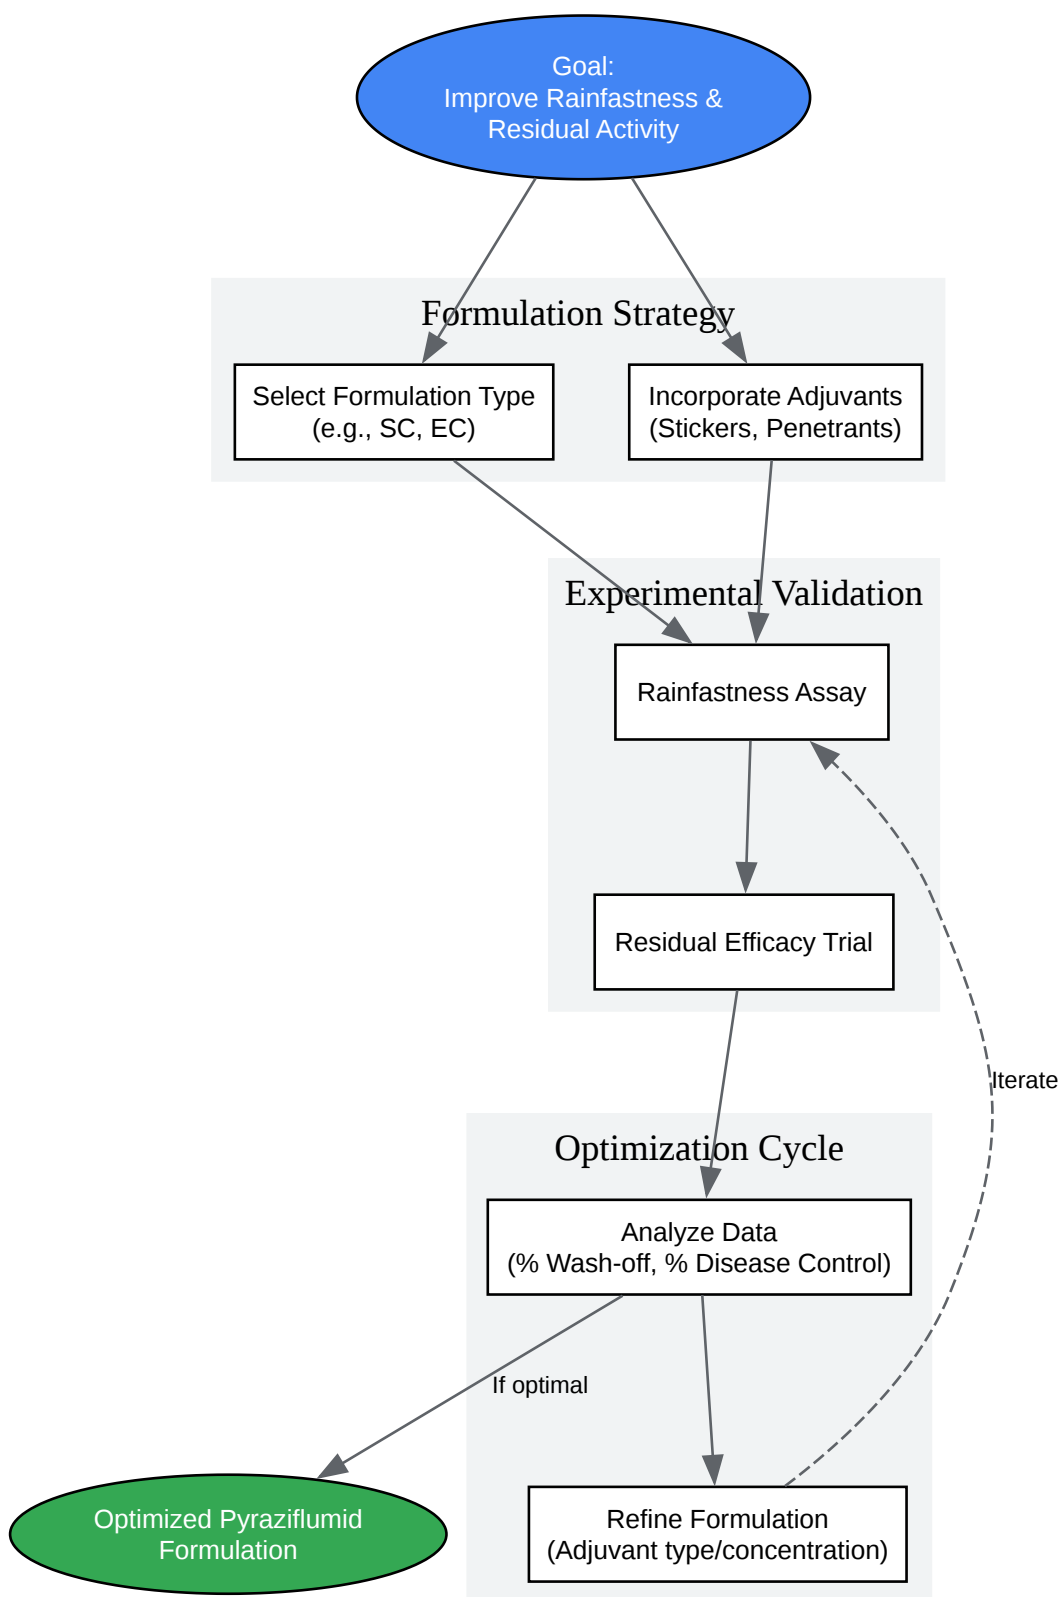 Goal:
Improve Rainfastness &
Residual Activity
Formulation Strategy
Select Formulation Type
(e.g., SC, EC)
Incorporate Adjuvants
(Stickers, Penetrants)
Experimental Validation
Rainfastness Assay
Residual Efficacy Trial
Iterate
Optimization Cycle
Analyze Data
(% Wash-off, % Disease Control)
If optimal
Optimized Pyraziflumid
Formulation
Refine Formulation
(Adjuvant type/concentration)